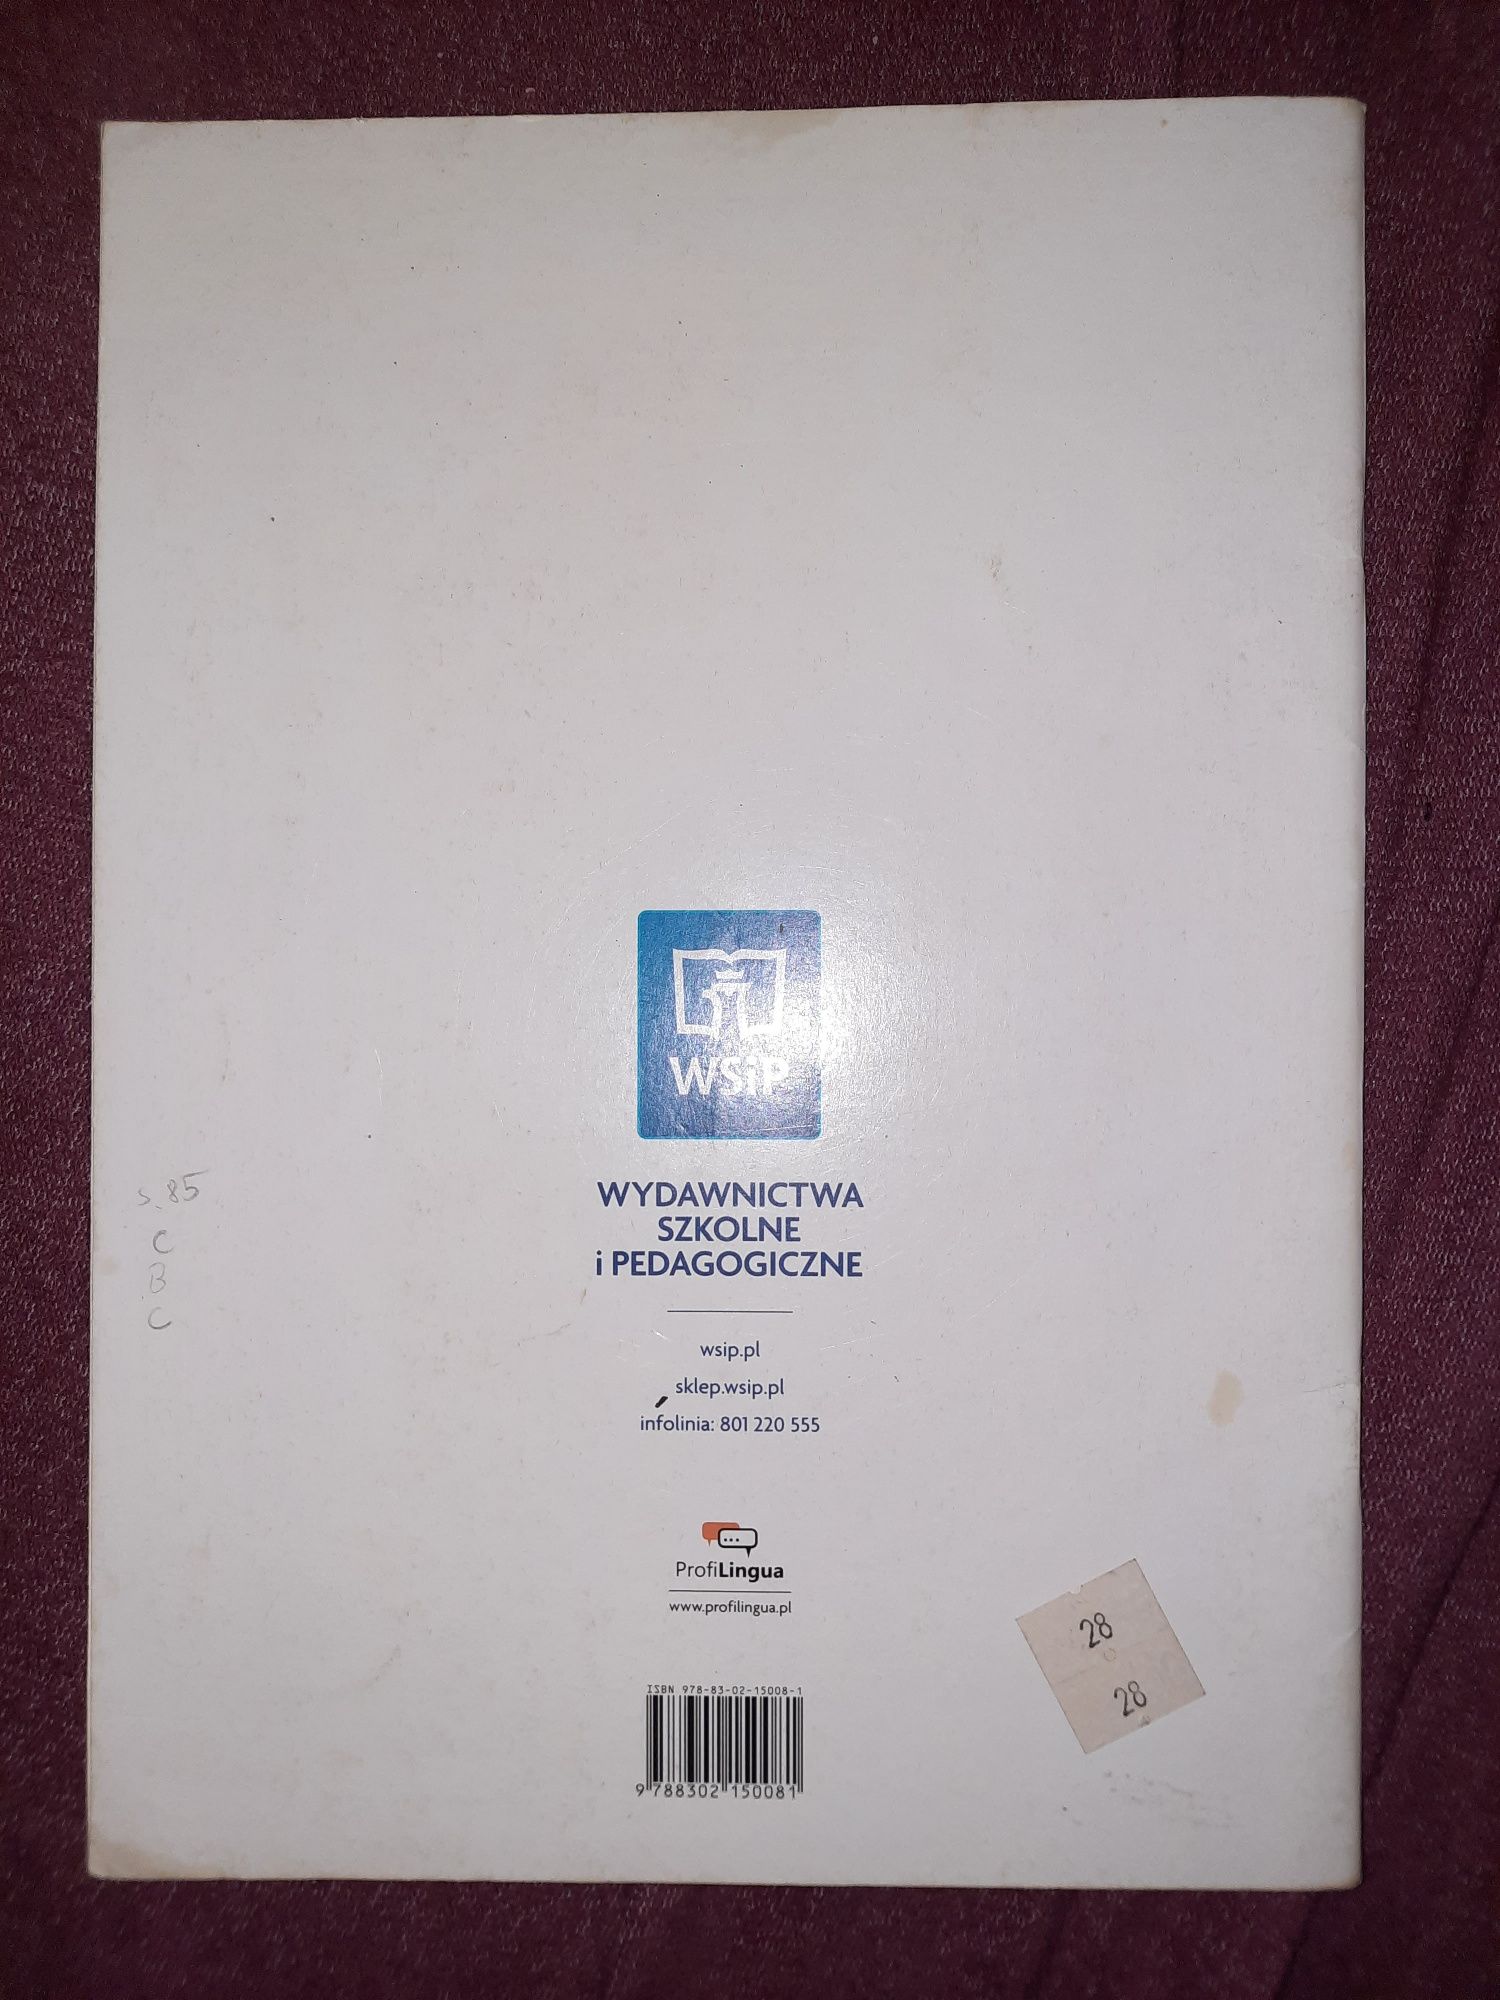 WSiP
WYDAWNICTWA
SZKOLNE
i PEDAGOGICZNE
wsip.pl
sklep.wsip.pl
infolinia: 801 220 555
s. 85
C
B
C
ProfiLingua
www.profilingua.pl
28
28
ISBN 978-83-02-15008-1
9 788302 150081